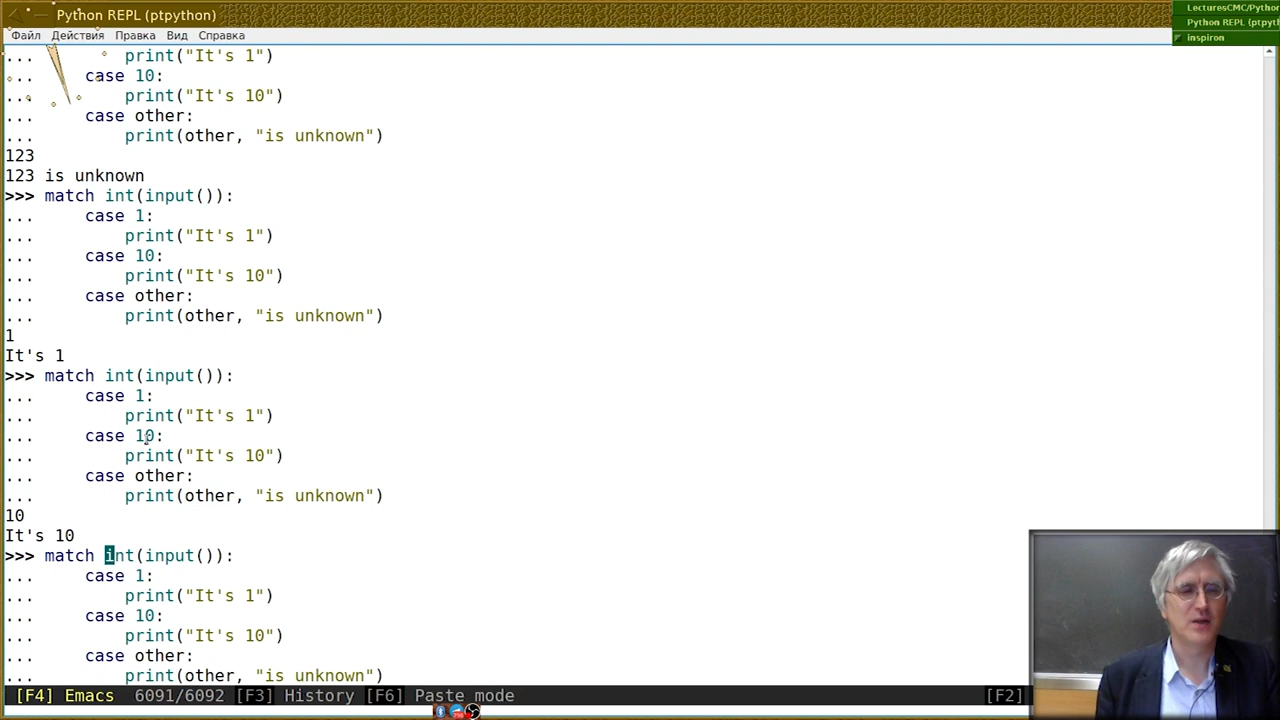 Python REPL (ptpython)
LecturesCMC/Python
Python REPL (ptpyth
inspiron
Файл Действия Правка Вид Справка
...             print("It's 1")
...         case 10:
...             print("It's 10")
...         case other:
...             print(other, "is unknown")
123
123 is unknown
>>> match int(input()):
...     case 1:
...         print("It's 1")
...     case 10:
...         print("It's 10")
...     case other:
...         print(other, "is unknown")
1
It's 1
>>> match int(input()):
...     case 1:
...         print("It's 1")
...     case 10:
...         print("It's 10")
...     case other:
...         print(other, "is unknown")
10
It's 10
>>> match int(input()):
...     case 1:
...         print("It's 1")
...     case 10:
...         print("It's 10")
...     case other:
...         print(other, "is unknown")
[F4] Emacs 6091/6092 [F3] History [F6] Paste mode [F2]